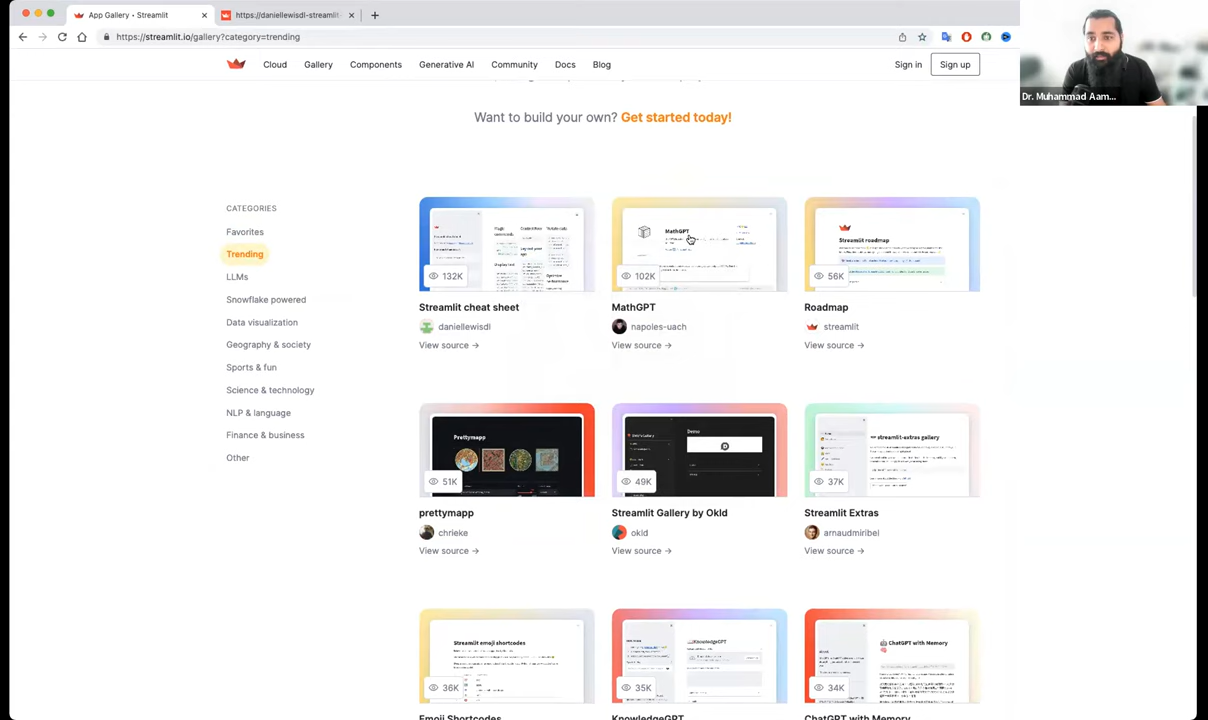 App Gallery • Streamlit
https://daniellewisdl-streamlit-
https://streamlit.io/gallery?category=trending
Cloud
Gallery
Components
Generative AI
Community
Docs
Blog
Sign in
Sign up
Dr. Muhammad Aam...
Want to build your own? Get started today!
CATEGORIES
Favorites
Trending
LLMs
Snowflake powered
Data visualization
Geography & society
Sports & fun
Science & technology
NLP & language
Finance & business
Other
132K
Streamlit cheat sheet
daniellewisdl
View source →
MathGPT
102K
MathGPT
napoles-uach
View source →
Streamlit roadmap
56K
Roadmap
streamlit
View source →
Prettymapp
51K
prettymapp
chrieke
View source →
Demo
49K
Streamlit Gallery by Okld
okld
View source →
streamlit-extras gallery
37K
Streamlit Extras
arnaudmiribel
View source →
Streamlit emoji shortcodes
36K
Emoji Shortcodes
KnowledgeGPT
35K
KnowledgeGPT
ChatGPT with Memory
34K
ChatGPT with Memory